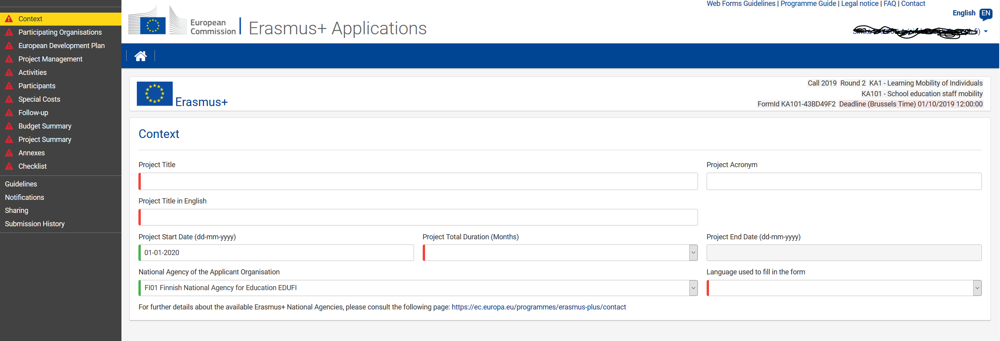 Context
Participating Organisations
European Development Plan
Project Management
Activities
Participants
Special Costs
Follow-up
Budget Summary
Project Summary
Annexes
Checklist
Guidelines
Notifications
Sharing
Submission History
Web Forms Guidelines | Programme Guide | Legal notice | FAQ | Contact
English EN
European
Commission
Erasmus+ Applications
Erasmus+
Call 2019 Round 2 KA1 - Learning Mobility of Individuals
KA101 - School education staff mobility
FormId KA101-43BD49F2 Deadline (Brussels Time) 01/10/2019 12:00:00
Context
Project Title
Project Acronym
Project Title in English
Project Start Date (dd-mm-yyyy)
Project Total Duration (Months)
Project End Date (dd-mm-yyyy)
01-01-2020
National Agency of the Applicant Organisation
Language used to fill in the form
FI01 Finnish National Agency for Education EDUFI
For further details about the available Erasmus+ National Agencies, please consult the following page: https://ec.europa.eu/programmes/erasmus-plus/contact